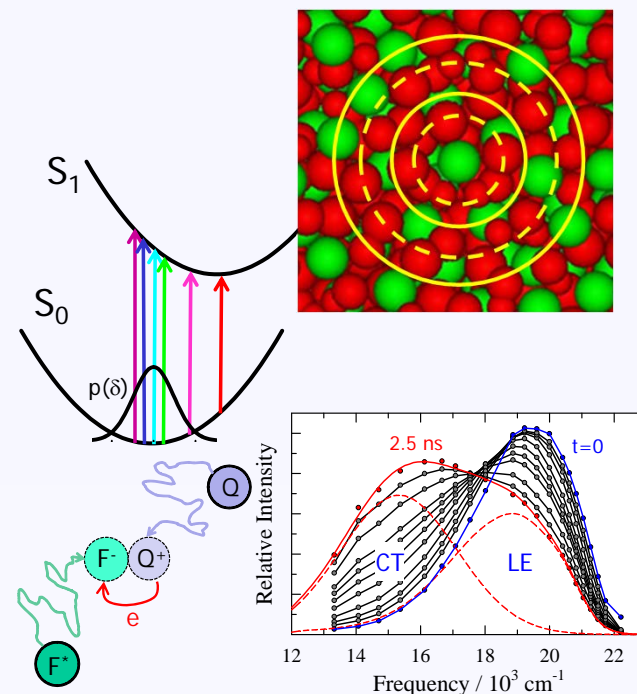 S₁
S₀
p(δ)
Q
F⁻ Q⁺
e
F*
2.5 ns
t=0
CT
LE
Relative Intensity
12 14 16 18 20 22
Frequency / 10³ cm⁻¹